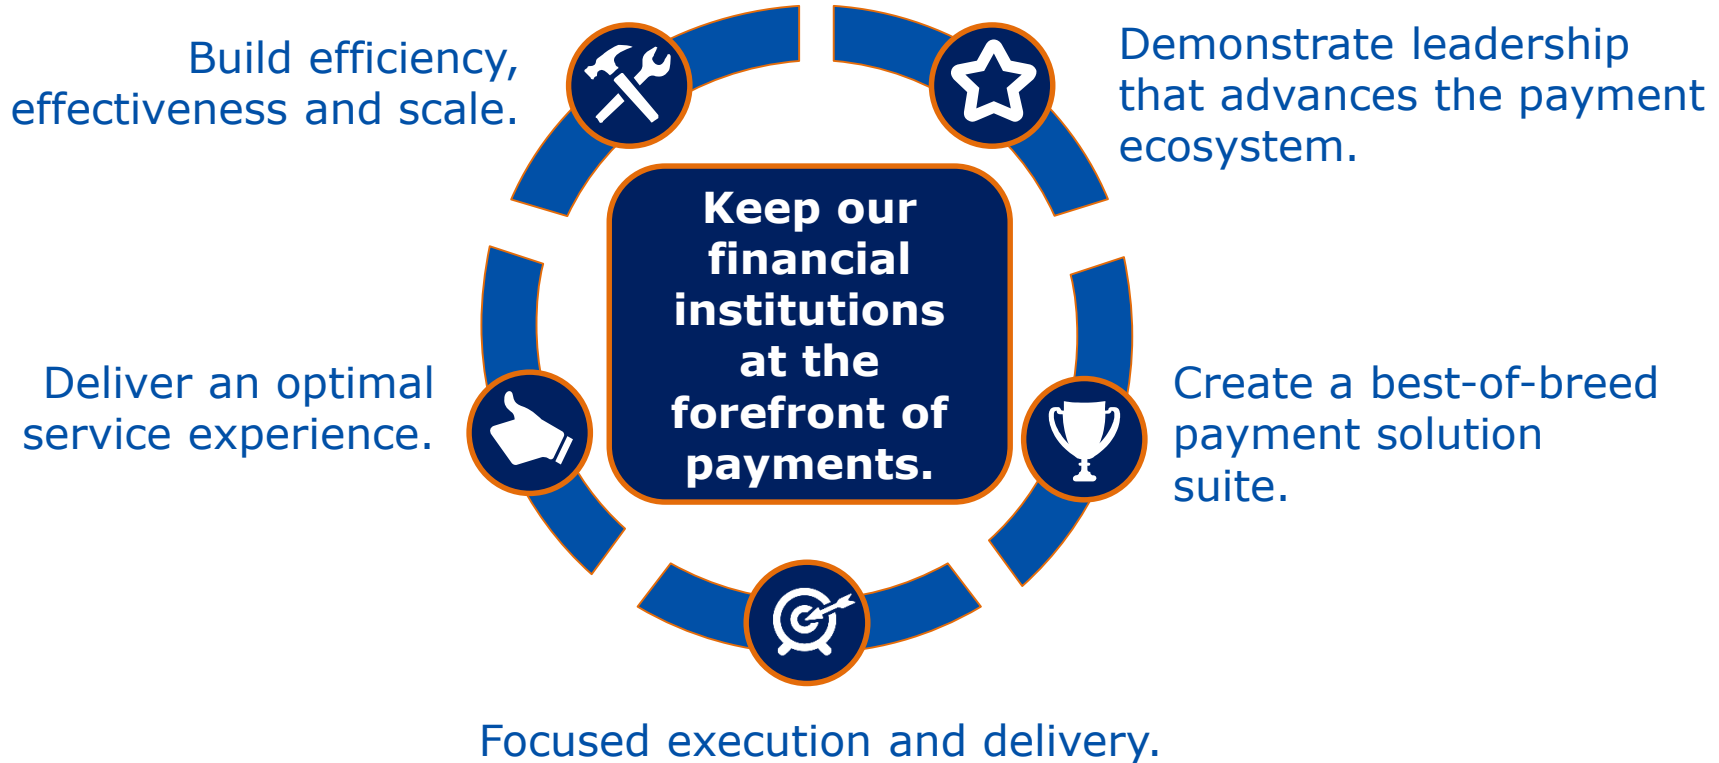 Build efficiency,
effectiveness and scale.
Demonstrate leadership
that advances the payment
ecosystem.
Keep our
financial
institutions
at the
forefront of
payments.
Deliver an optimal
service experience.
Create a best-of-breed
payment solution
suite.
Focused execution and delivery.